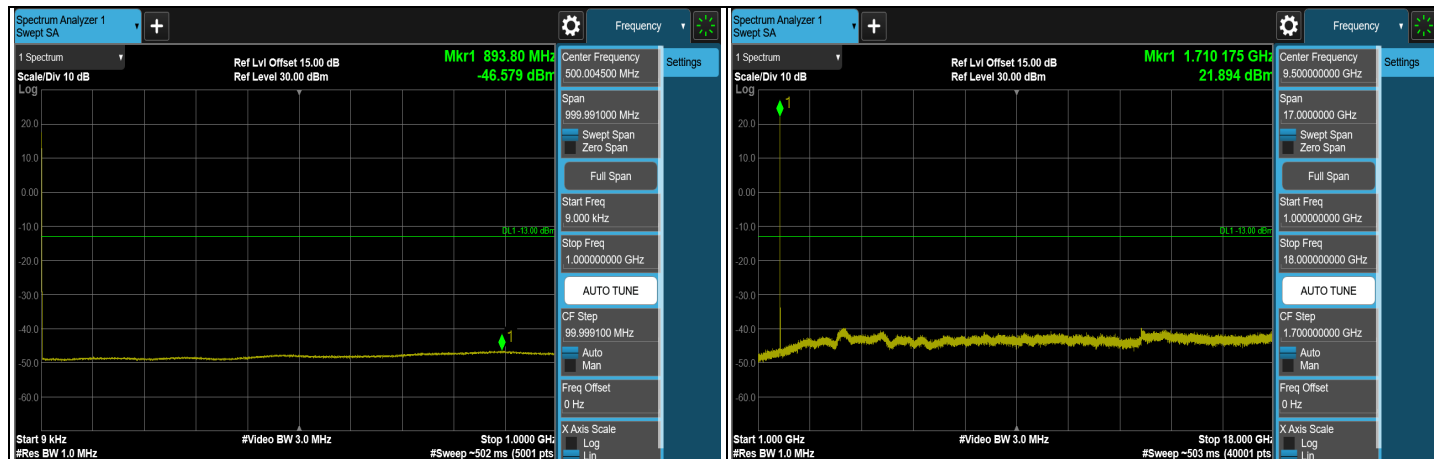 Spectrum Analyzer 1
Swept SA
+
Frequency
1 Spectrum
Scale/Div 10 dB
Log
Ref Lvl Offset 15.00 dB
Ref Level 30.00 dBm
Mkr1 893.80 MHz
-46.579 dBm
20.0
10.0
0.00
-10.0
-20.0
-30.0
-40.0
-50.0
-60.0
DL1 -13.00 dBm
1
Start 9 kHz
#Video BW 3.0 MHz
Stop 1.0000 GHz
#Res BW 1.0 MHz
#Sweep ~502 ms (5001 pts
Center Frequency
500.004500 MHz
Span
999.991000 MHz
Swept Span
Zero Span
Full Span
Start Freq
9.000 kHz
Stop Freq
1.000000000 GHz
AUTO TUNE
CF Step
99.999100 MHz
Auto
Man
Freq Offset
0 Hz
X Axis Scale
Log
Lin
Settings
Spectrum Analyzer 1
Swept SA
+
Frequency
1 Spectrum
Scale/Div 10 dB
Log
Ref Lvl Offset 15.00 dB
Ref Level 30.00 dBm
Mkr1 1.710 175 GHz
21.894 dBm
1
20.0
10.0
0.00
-10.0
-20.0
-30.0
-40.0
-50.0
-60.0
DL1 -13.00 dBm
Start 1.000 GHz
#Video BW 3.0 MHz
Stop 18.000 GHz
#Res BW 1.0 MHz
#Sweep ~503 ms (40001 pts
Center Frequency
9.500000000 GHz
Span
17.0000000 GHz
Swept Span
Zero Span
Full Span
Start Freq
1.000000000 GHz
Stop Freq
18.000000000 GHz
AUTO TUNE
CF Step
1.700000000 GHz
Auto
Man
Freq Offset
0 Hz
X Axis Scale
Log
Lin
Settings